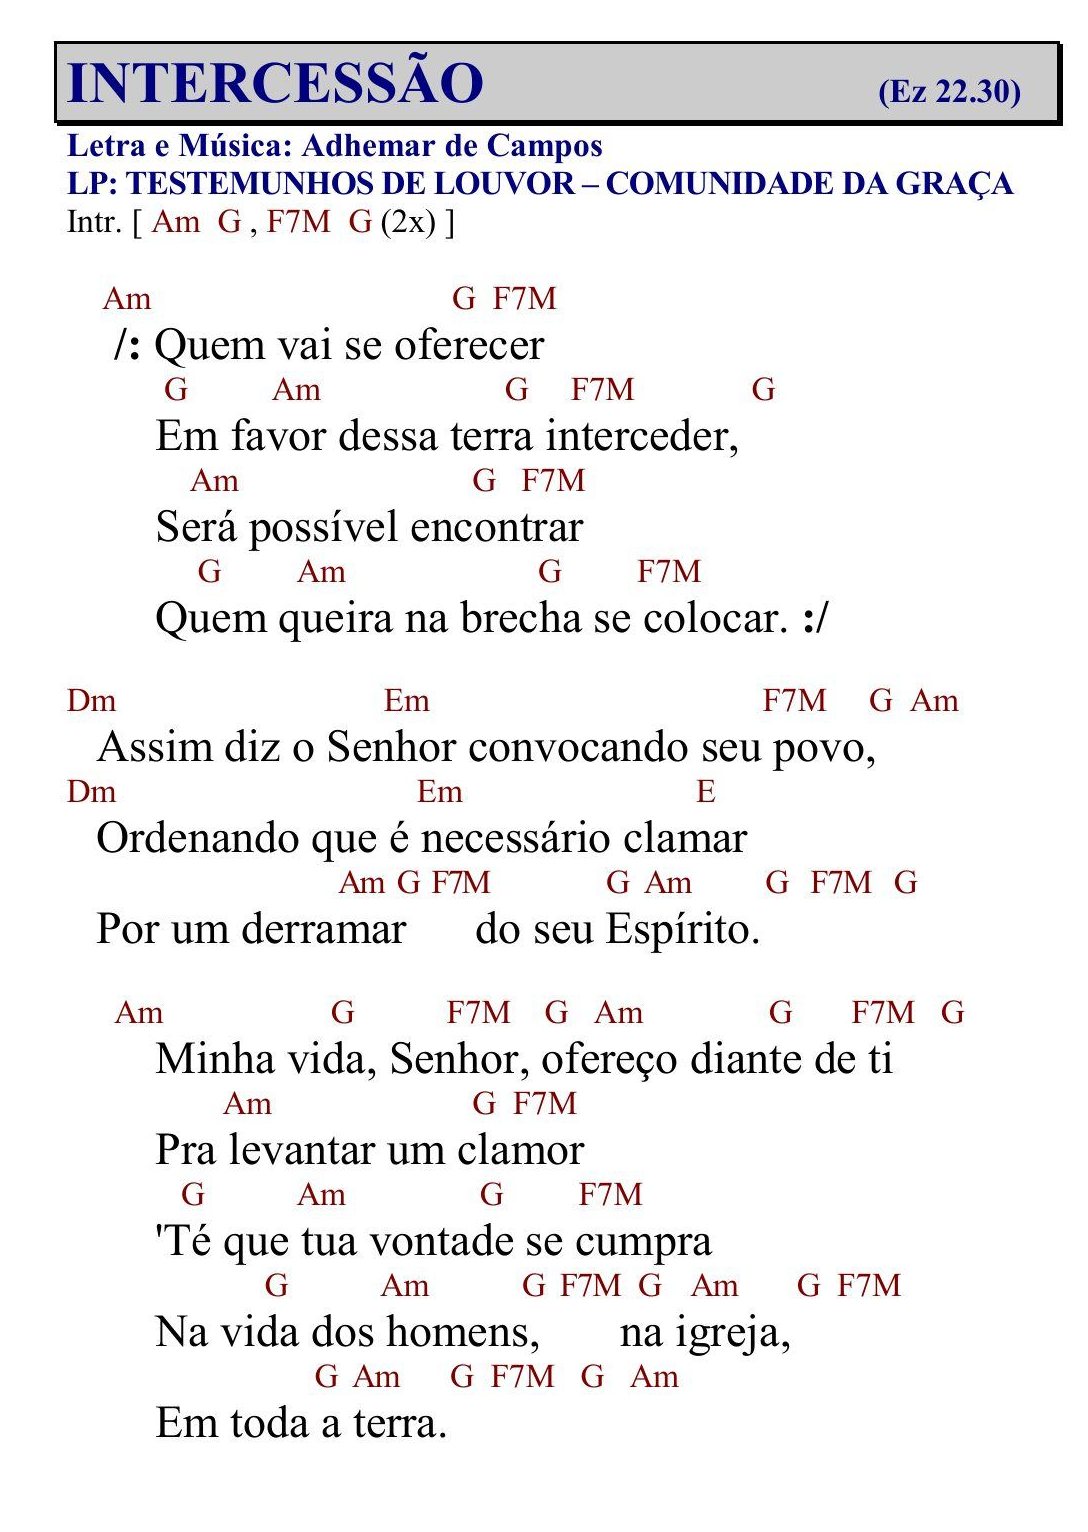 INTERCESSÃO (Ez 22.30)
Letra e Música: Adhemar de Campos
LP: TESTEMUNHOS DE LOUVOR – COMUNIDADE DA GRAÇA
Intr. [ Am G , F7M G (2x) ]
Am G F7M
/: Quem vai se oferecer
G Am G F7M G
Em favor dessa terra interceder,
Am G F7M
Será possível encontrar
G Am G F7M
Quem queira na brecha se colocar. :/
Dm Em F7M G Am
Assim diz o Senhor convocando seu povo,
Dm Em E
Ordenando que é necessário clamar
Am G F7M G Am G F7M G
Por um derramar do seu Espírito.
Am G F7M G Am G F7M G
Minha vida, Senhor, ofereço diante de ti
Am G F7M
Pra levantar um clamor
G Am G F7M
'Té que tua vontade se cumpra
G Am G F7M G Am G F7M
Na vida dos homens, na igreja,
G Am G F7M G Am
Em toda a terra.